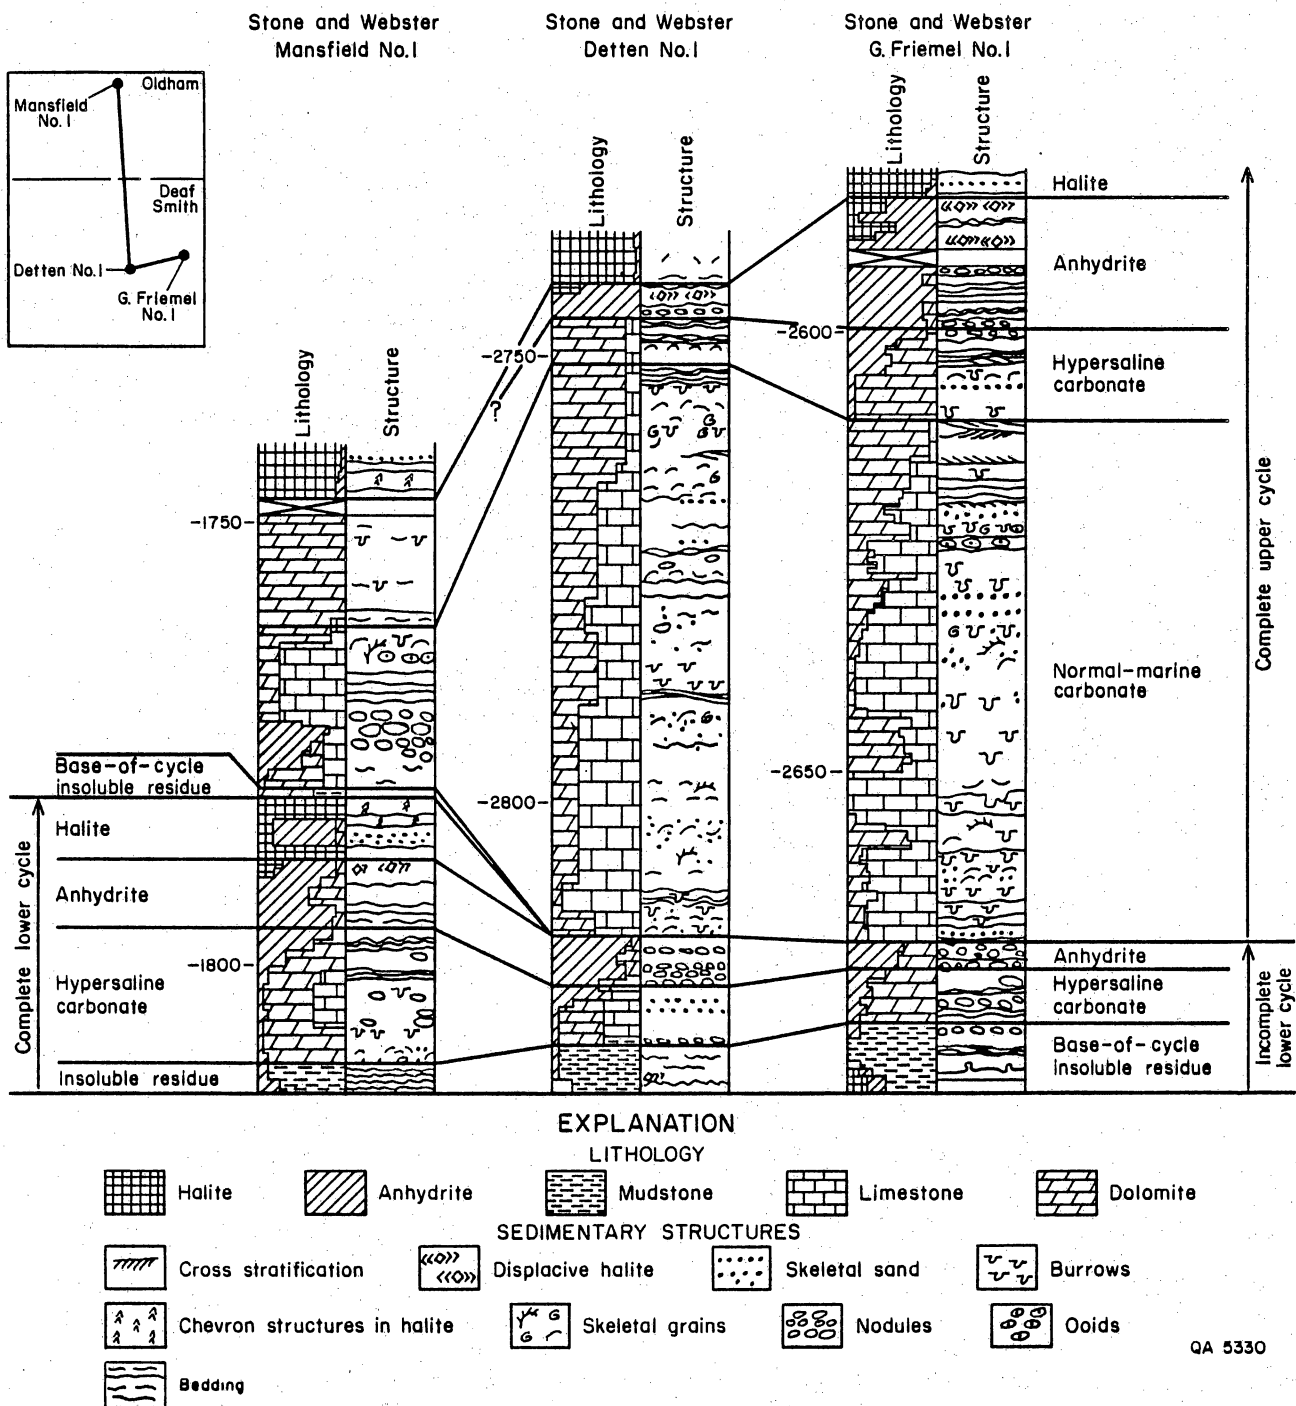 Stone and Webster
Mansfield No.1
Stone and Webster
Detten No.1
Stone and Webster
G. Friemel No.1
Oldham
Mansfield
No.1
Deaf
Smith
Detten No.1
G. Friemel
No.1
Lithology
Structure
Lithology
Structure
Lithology
Structure
-1750-
-1800-
?
-2750-
-2800-
-2600-
-2650-
Halite
Anhydrite
Hypersaline
carbonate
Normal-marine
carbonate
Complete upper cycle
Anhydrite
Hypersaline
carbonate
Base-of-cycle
insoluble residue
Incomplete
lower cycle
Base-of-cycle
insoluble residue
Halite
Anhydrite
Hypersaline
carbonate
Insoluble residue
Complete lower cycle
EXPLANATION
LITHOLOGY
Halite
Anhydrite
Mudstone
Limestone
Dolomite
SEDIMENTARY STRUCTURES
Cross stratification
Displacive halite
Skeletal sand
Burrows
Chevron structures in halite
Skeletal grains
Nodules
Ooids
Bedding
QA 5330